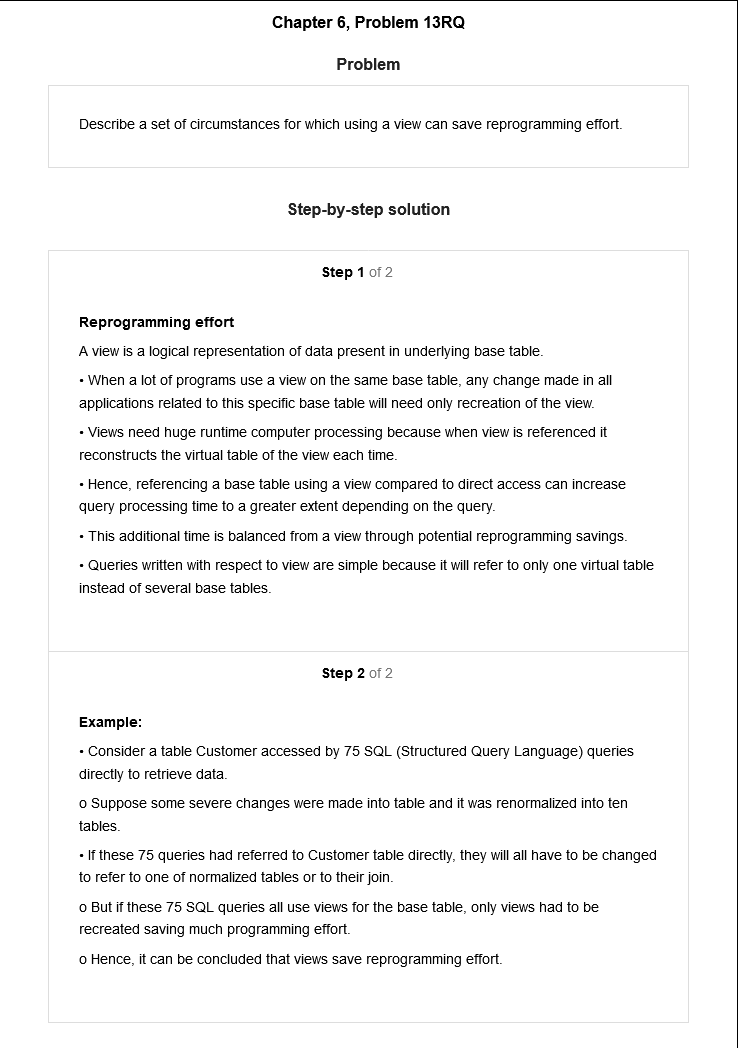 Chapter 6, Problem 13RQ
Problem
Describe a set of circumstances for which using a view can save reprogramming effort.
Step-by-step solution
Step 1 of 2
Reprogramming effort
A view is a logical representation of data present in underlying base table.
• When a lot of programs use a view on the same base table, any change made in all
applications related to this specific base table will need only recreation of the view.
• Views need huge runtime computer processing because when view is referenced it
reconstructs the virtual table of the view each time.
• Hence, referencing a base table using a view compared to direct access can increase
query processing time to a greater extent depending on the query.
• This additional time is balanced from a view through potential reprogramming savings.
• Queries written with respect to view are simple because it will refer to only one virtual table
instead of several base tables.
Step 2 of 2
Example:
• Consider a table Customer accessed by 75 SQL (Structured Query Language) queries
directly to retrieve data.
o Suppose some severe changes were made into table and it was renormalized into ten
tables.
• If these 75 queries had referred to Customer table directly, they will all have to be changed
to refer to one of normalized tables or to their join.
o But if these 75 SQL queries all use views for the base table, only views had to be
recreated saving much programming effort.
o Hence, it can be concluded that views save reprogramming effort.